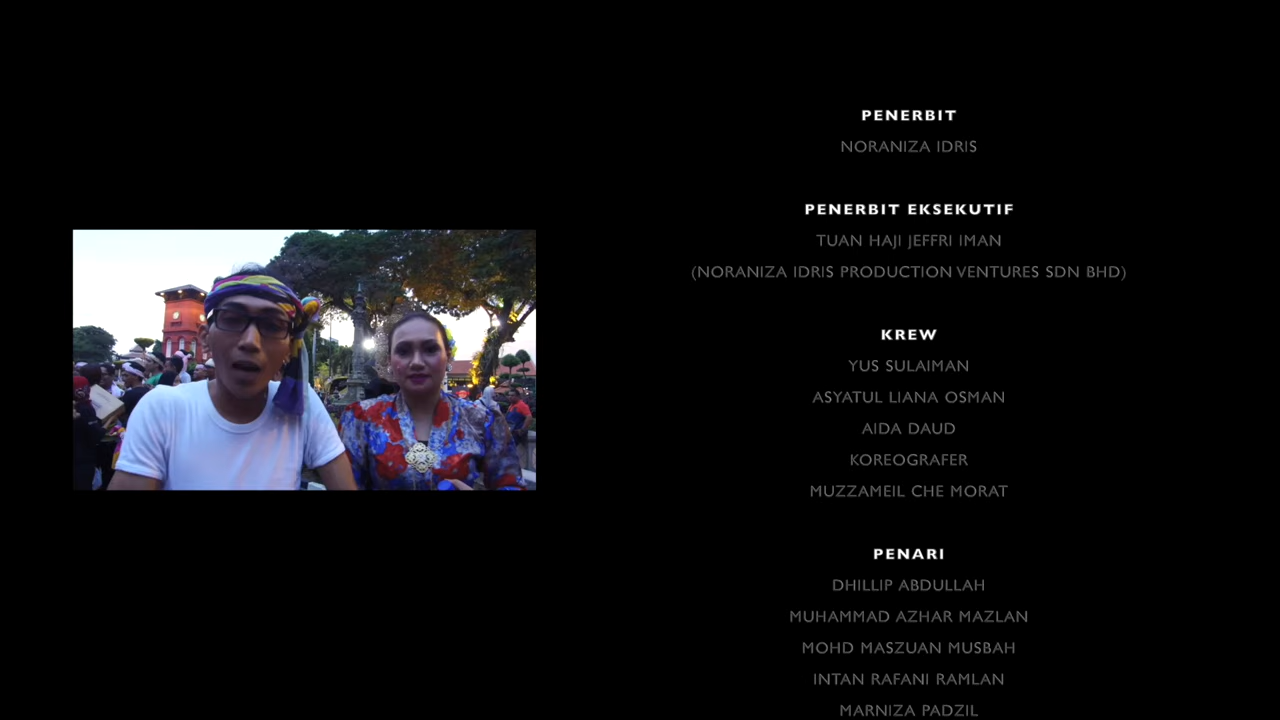 PENERBIT
NORANIZA IDRIS
PENERBIT EKSEKUTIF
TUAN HAJI JEFFRI IMAN
(NORANIZA IDRIS PRODUCTION VENTURES SDN BHD)
KREW
YUS SULAIMAN
ASYATUL LIANA OSMAN
AIDA DAUD
KOREOGRAFER
MUZZAMEIL CHE MORAT
PENARI
DHILLIP ABDULLAH
MUHAMMAD AZHAR MAZLAN
MOHD MASZUAN MUSBAH
INTAN RAFANI RAMLAN
MARNIZA PADZIL